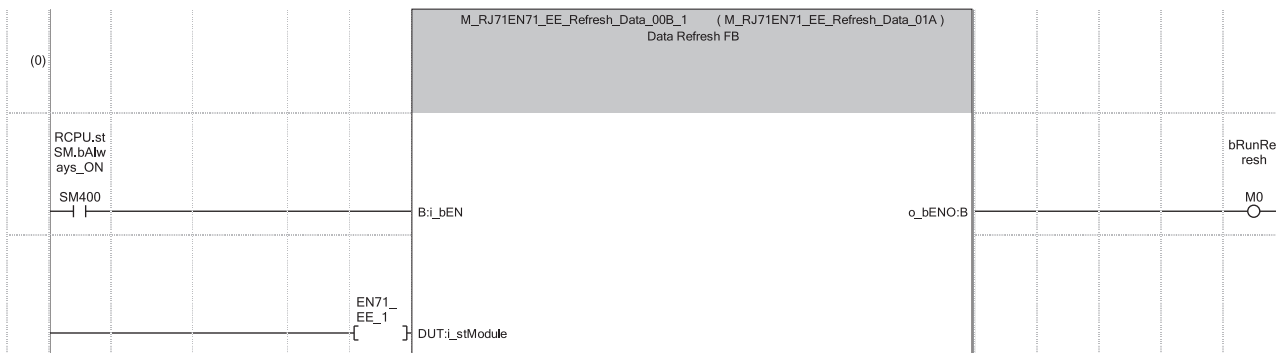 M_RJ71EN71_EE_Refresh_Data_00B_1 ( M_RJ71EN71_EE_Refresh_Data_01A )
Data Refresh FB
(0)
RCPU.st
SM.bAlw
ays_ON
SM400
B:i_bEN
o_bENO:B
bRunRe
resh
M0
EN71_
EE_1
DUT:i_stModule